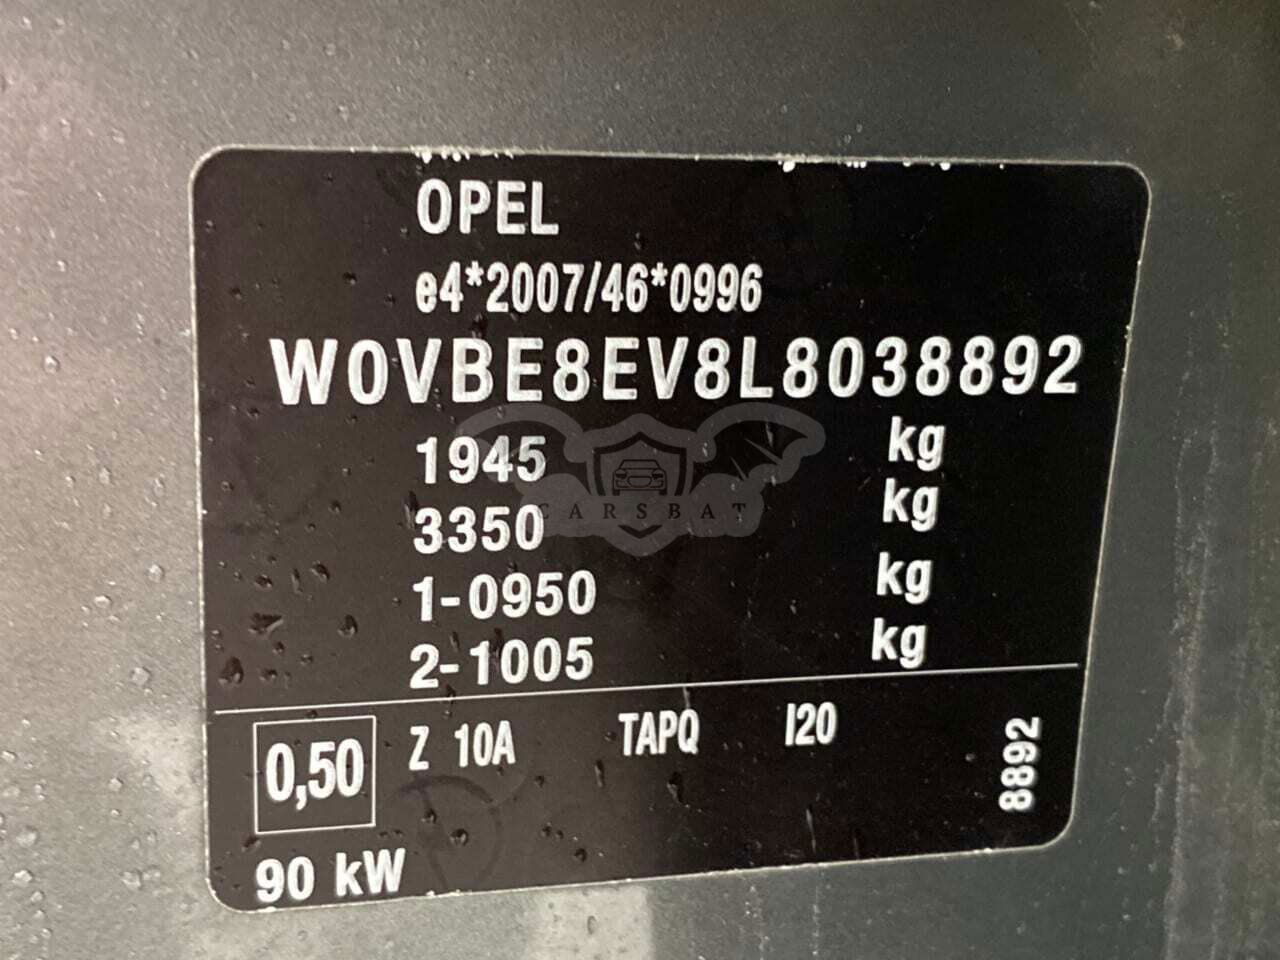 OPEL
e4*2007/46*0996
W0VBE8EV8L8038892
1945 kg
3350 kg
1-0950 kg
2-1005 kg
0,50 Z 10A TAPQ I20 8892
90 kW
CARSBAT